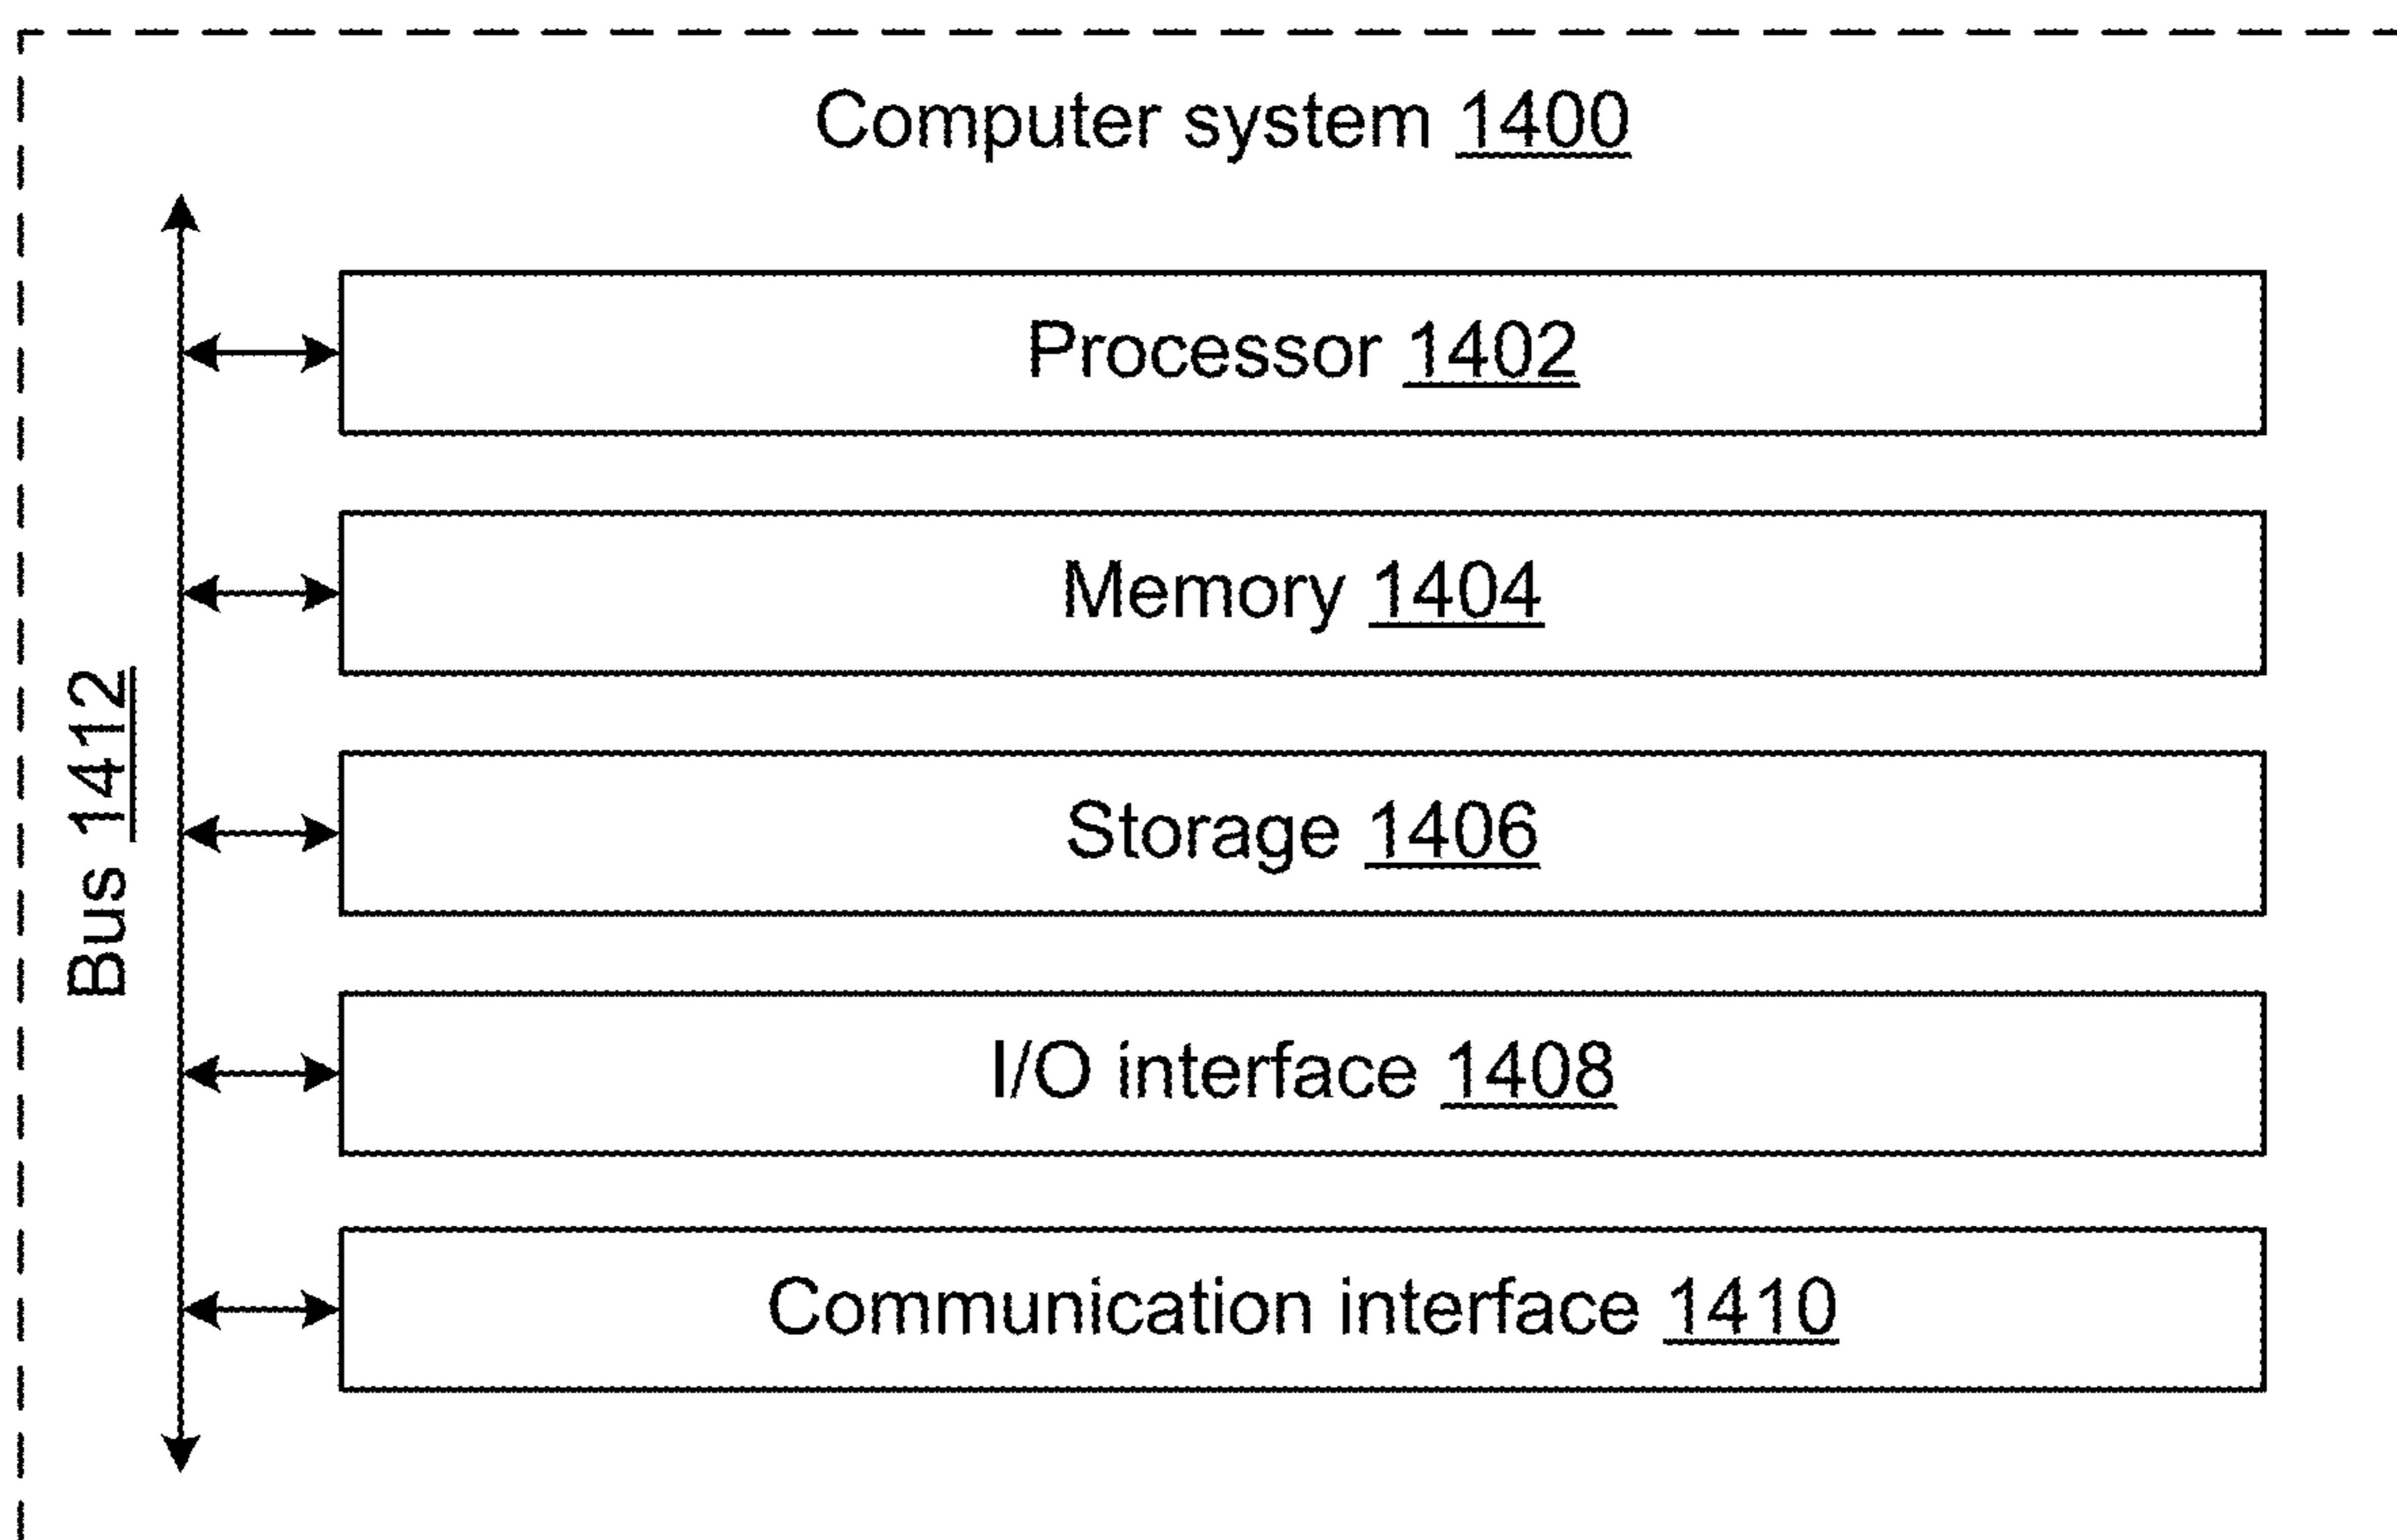 Computer system 1400
Processor 1402
Memory 1404
Storage 1406
I/O interface 1408
Communication interface 1410
Bus 1412